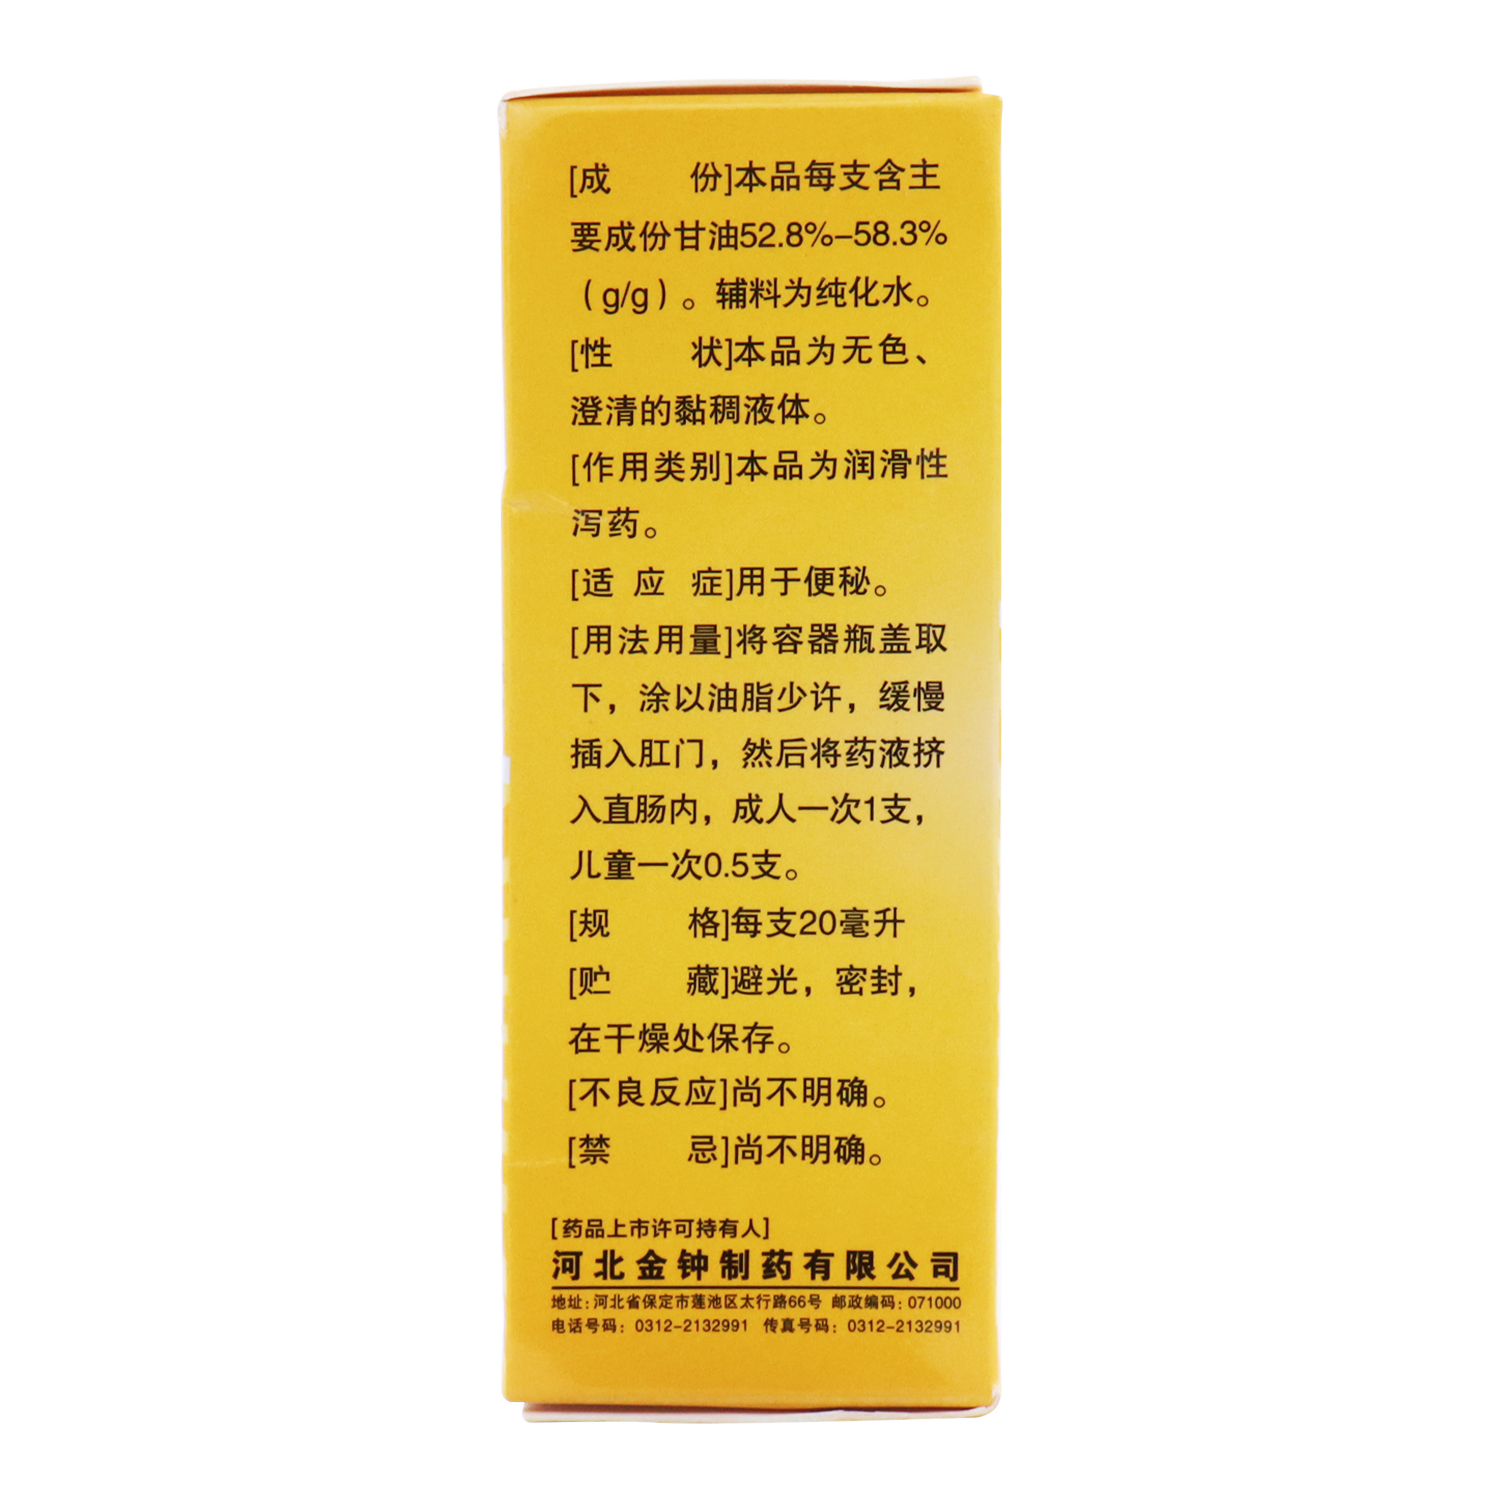 [成 份]本品每支含主
要成份甘油52.8%-58.3%
（g/g）。辅料为纯化水。
[性 状]本品为无色、
澄清的黏稠液体。
[作用类别]本品为润滑性
泻药。
[适 应 症]用于便秘。
[用法用量]将容器瓶盖取
下，涂以油脂少许，缓慢
插入肛门，然后将药液挤
入直肠内，成人一次1支，
儿童一次0.5支。
[规 格]每支20毫升
[贮 藏]避光，密封，
在干燥处保存。
[不良反应]尚不明确。
[禁 忌]尚不明确。
[药品上市许可持有人]
河北金钟制药有限公司
地址：河北省保定市莲池区太行路66号 邮政编码：071000
电话号码：0312-2132991 传真号码：0312-2132991